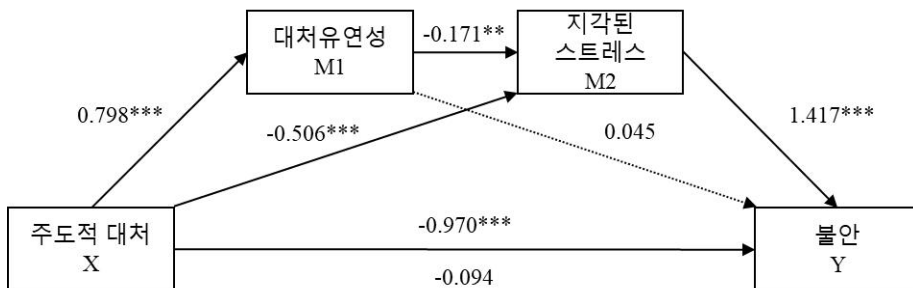 대처유연성
M1
-0.171**
지각된
스트레스
M2
0.798***
-0.506***
0.045
1.417***
주도적 대처
X
-0.970***
-0.094
불안
Y